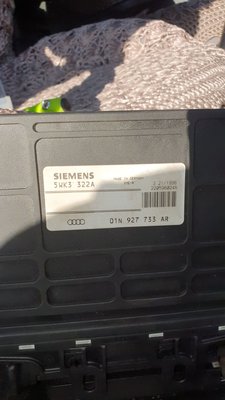 SIEMENS
5WK3 322A
MADE IN GERMANY
01N 927 733 AR